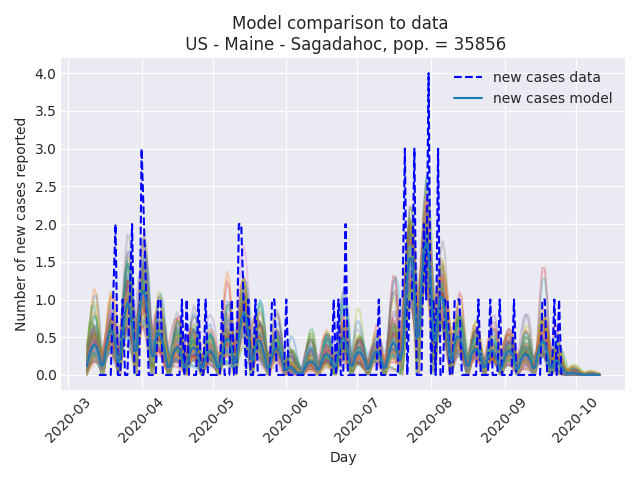 Model comparison to data
US - Maine - Sagadahoc, pop. = 35856
new cases data
new cases model
Number of new cases reported
4.0
3.5
3.0
2.5
2.0
1.5
1.0
0.5
0.0
2020-03
2020-04
2020-05
2020-06
2020-07
2020-08
2020-09
2020-10
Day